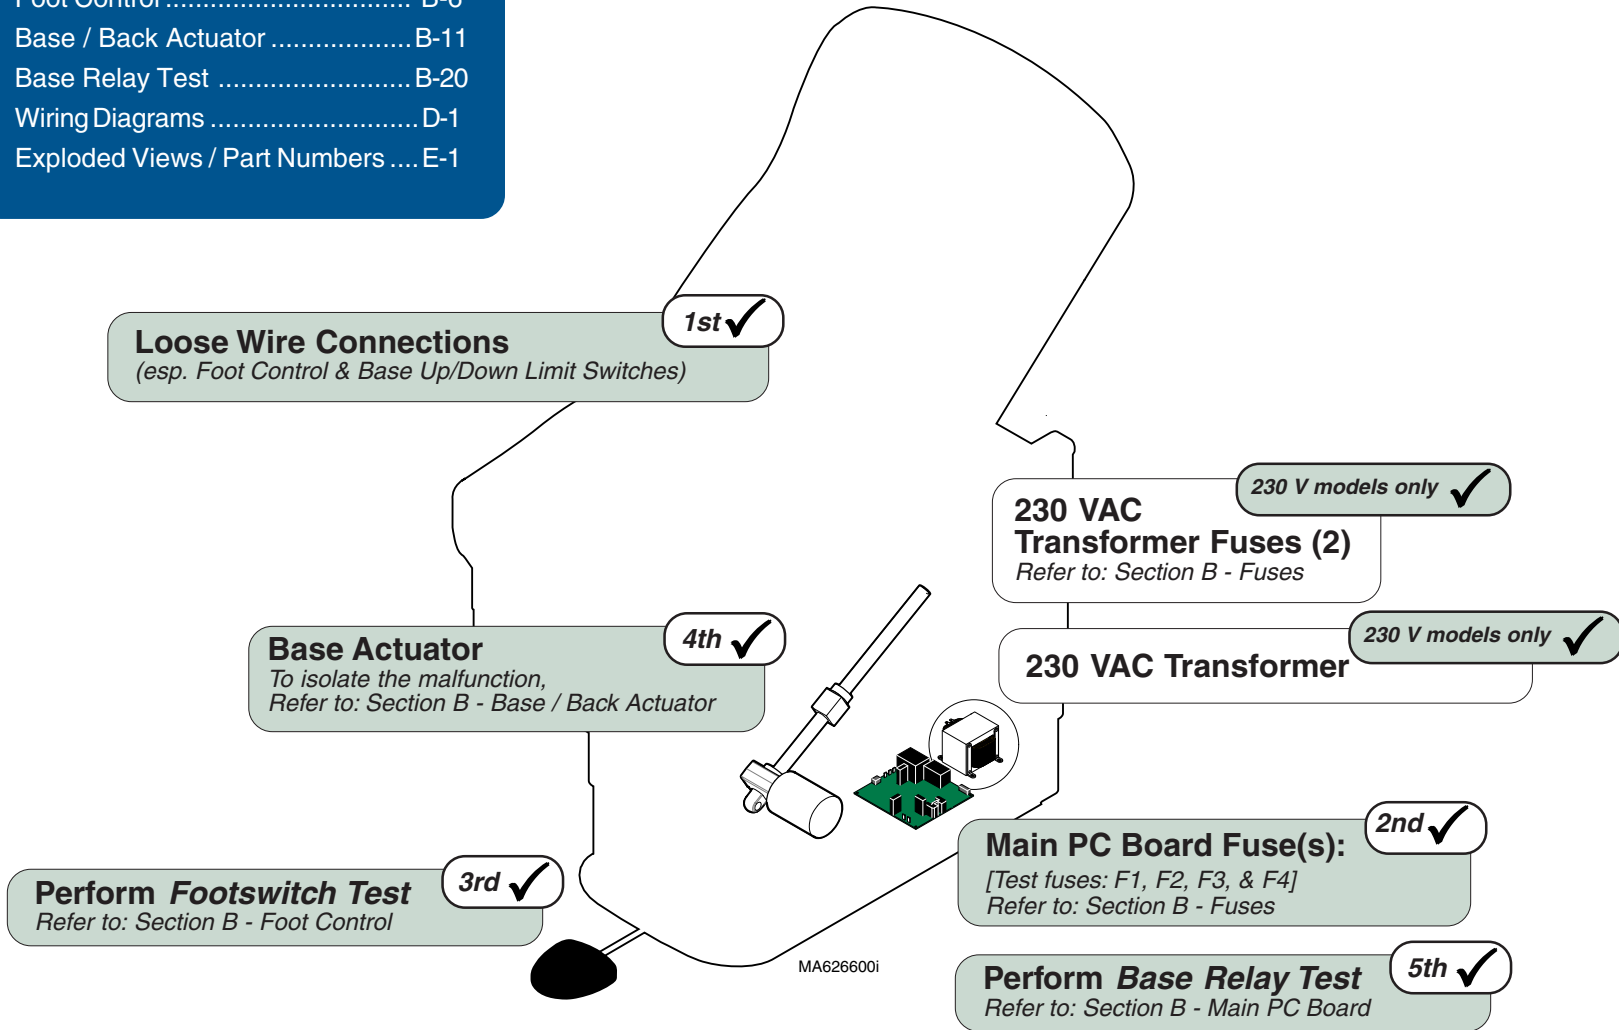 Foot Control .................................. B-6
Base / Back Actuator ................... B-11
Base Relay Test .......................... B-20
Wiring Diagrams ............................ D-1
Exploded Views / Part Numbers .... E-1
1st
Loose Wire Connections
(esp. Foot Control & Base Up/Down Limit Switches)
230 V models only
230 VAC
Transformer Fuses (2)
Refer to: Section B - Fuses
4th
Base Actuator
To isolate the malfunction,
Refer to: Section B - Base / Back Actuator
230 V models only
230 VAC Transformer
2nd
Main PC Board Fuse(s):
[Test fuses: F1, F2, F3, & F4]
Refer to: Section B - Fuses
3rd
Perform Footswitch Test
Refer to: Section B - Foot Control
MA626600i
5th
Perform Base Relay Test
Refer to: Section B - Main PC Board